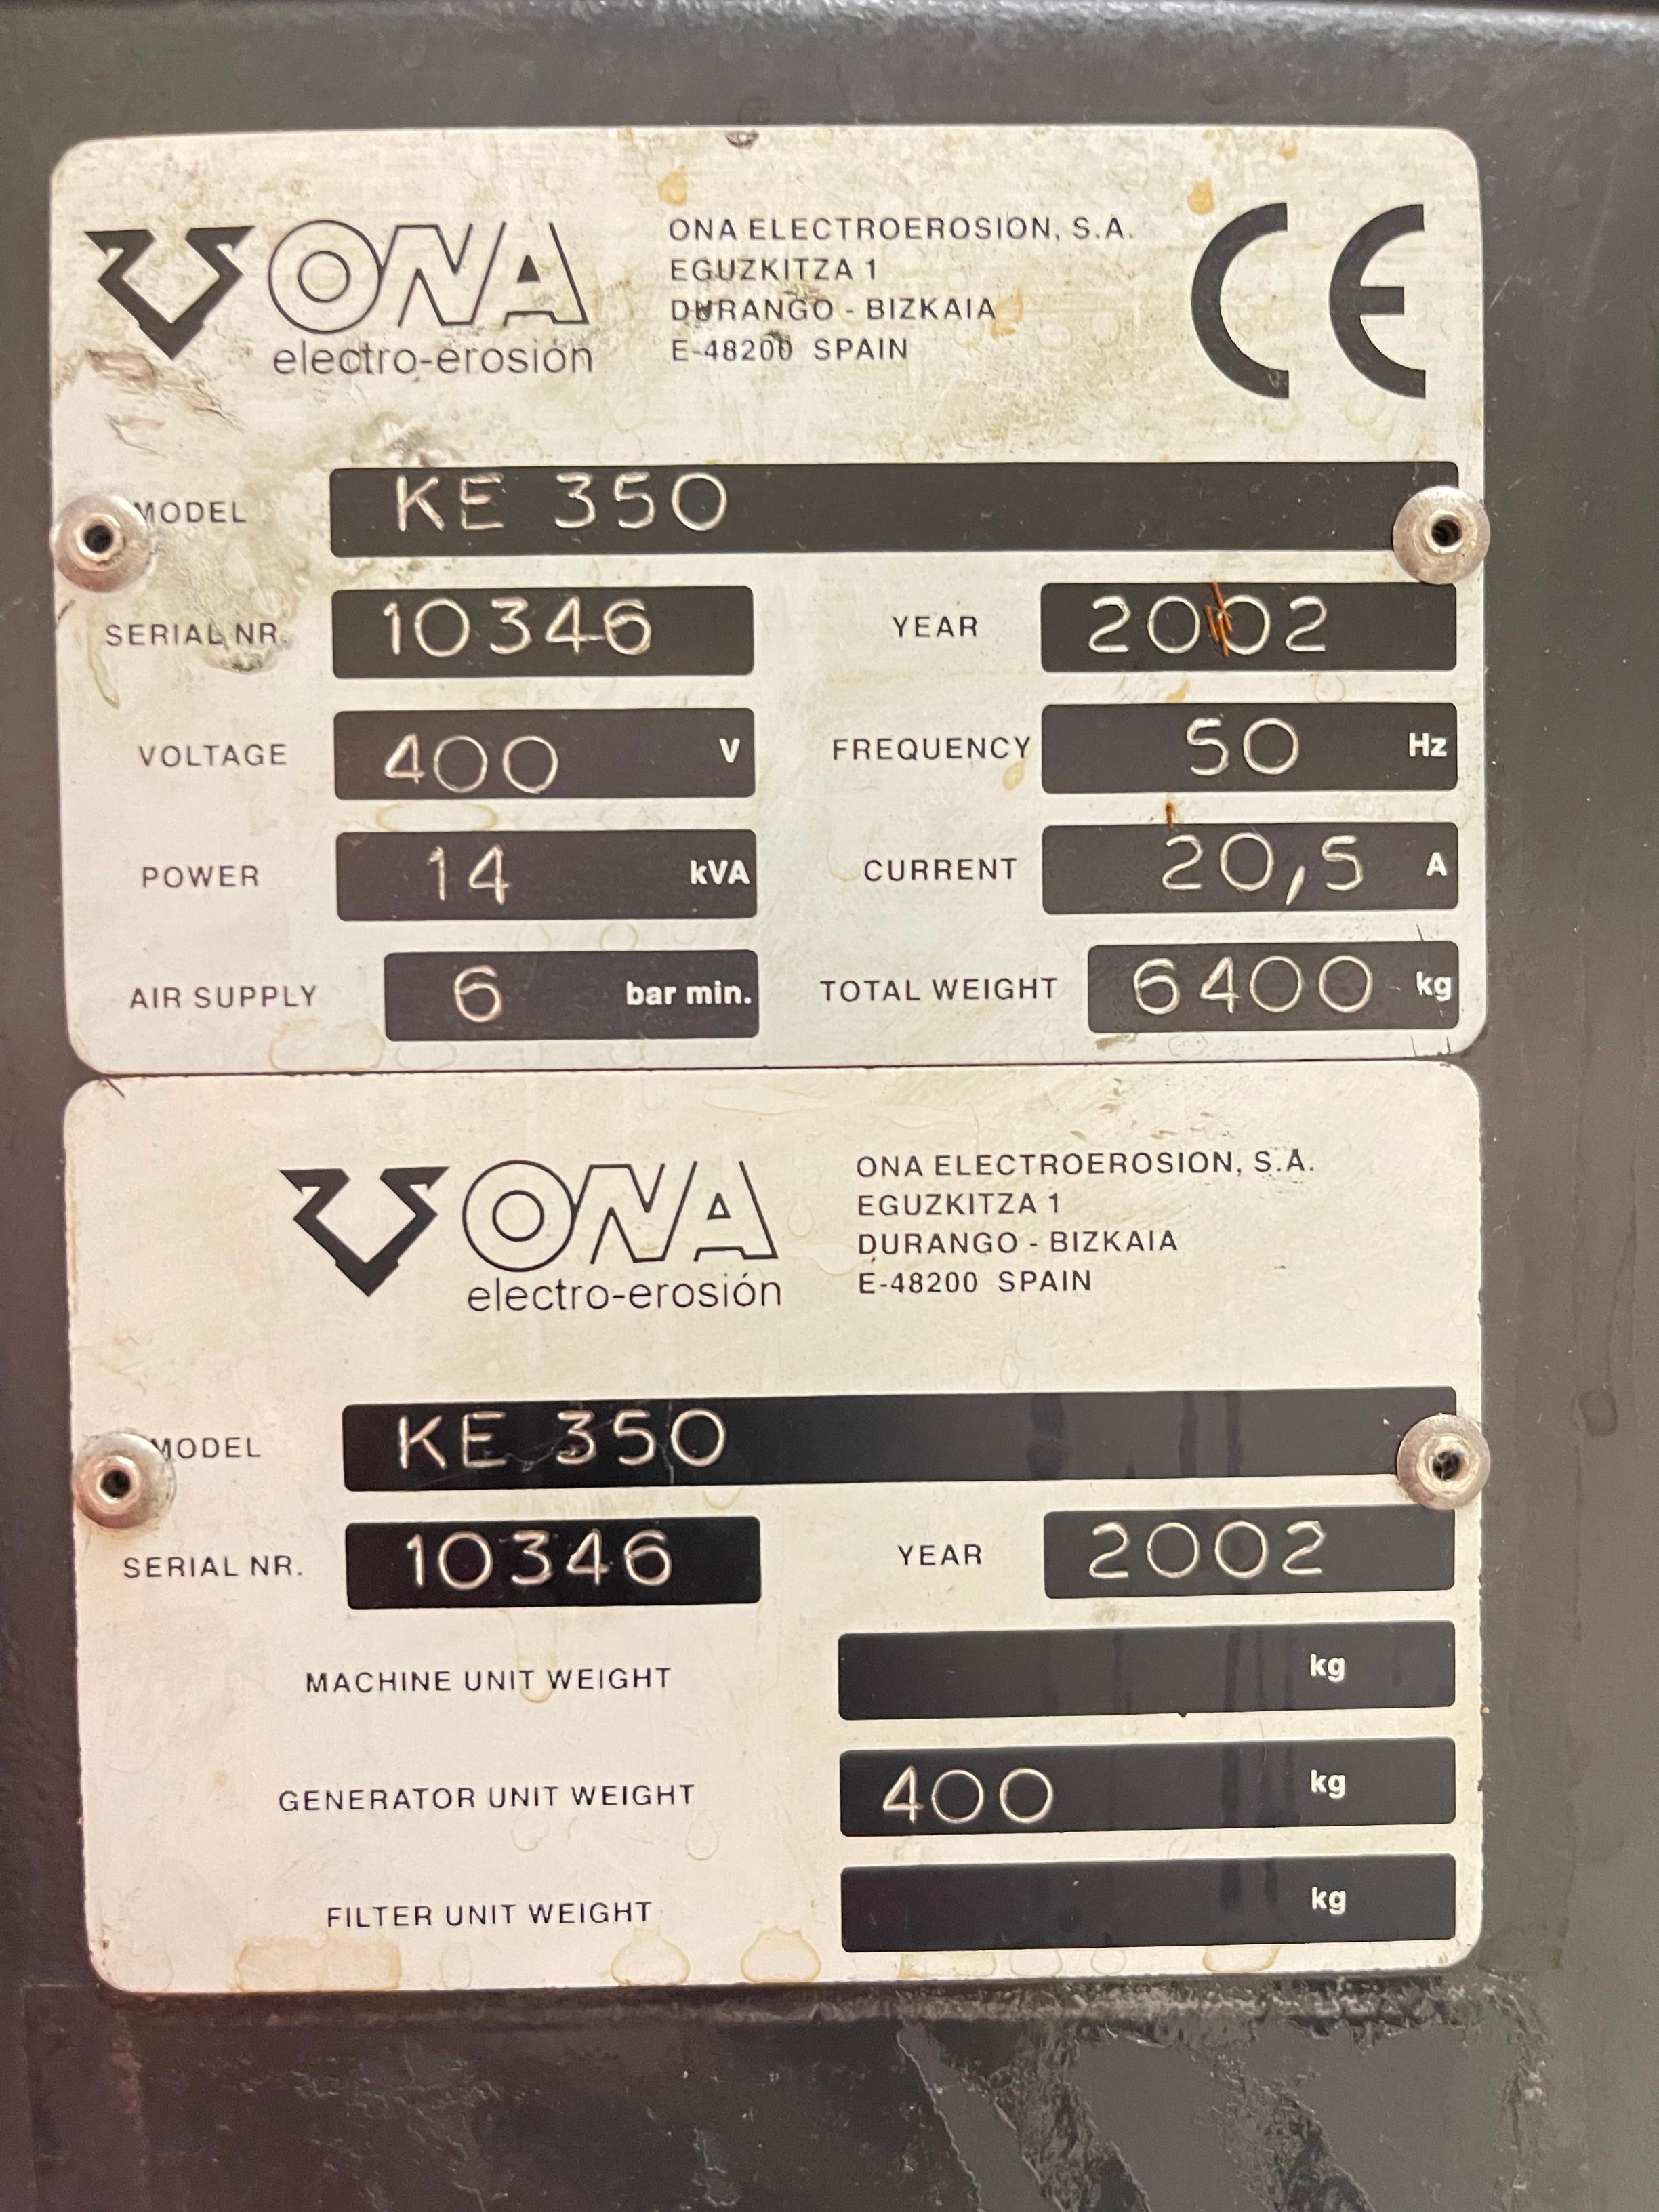 ONA
electro-erosión
ONA ELECTROEROSION, S.A.
EGUZKITZA 1
DURANGO - BIZKAIA
E-48200 SPAIN
CE
MODEL KE 350
SERIAL NR. 10346 YEAR 2002
VOLTAGE 400 V FREQUENCY 50 Hz
POWER 14 kVA CURRENT 20,5 A
AIR SUPPLY 6 bar min. TOTAL WEIGHT 6400 kg
ONA
electro-erosión
ONA ELECTROEROSION, S.A.
EGUZKITZA 1
DURANGO - BIZKAIA
E-48200 SPAIN
MODEL KE 350
SERIAL NR. 10346 YEAR 2002
MACHINE UNIT WEIGHT kg
GENERATOR UNIT WEIGHT 400 kg
FILTER UNIT WEIGHT kg